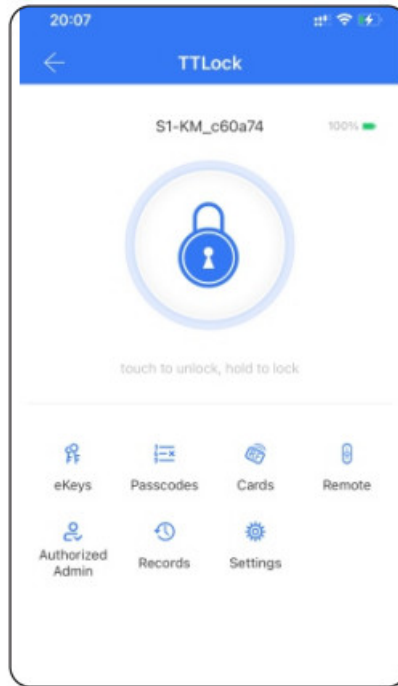 20:07
TTLock
S1-KM_c60a74
100%
touch to unlock, hold to lock
eKeys
Passcodes
Cards
Remote
Authorized
Admin
Records
Settings